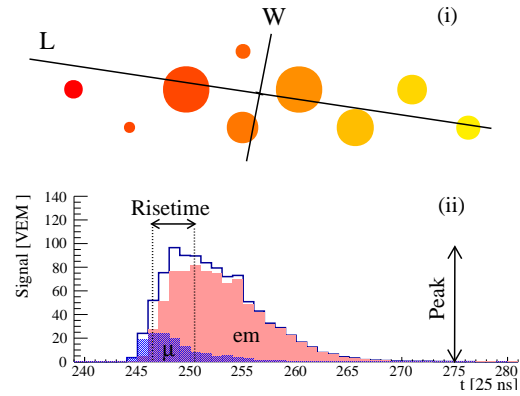 (i)
W
L
(ii)
Risetime
Signal [VEM ]
140
120
100
80
60
40
20
0
μ
em
Peak
240 245 250 255 260 265 270 275 280
t [25 ns]